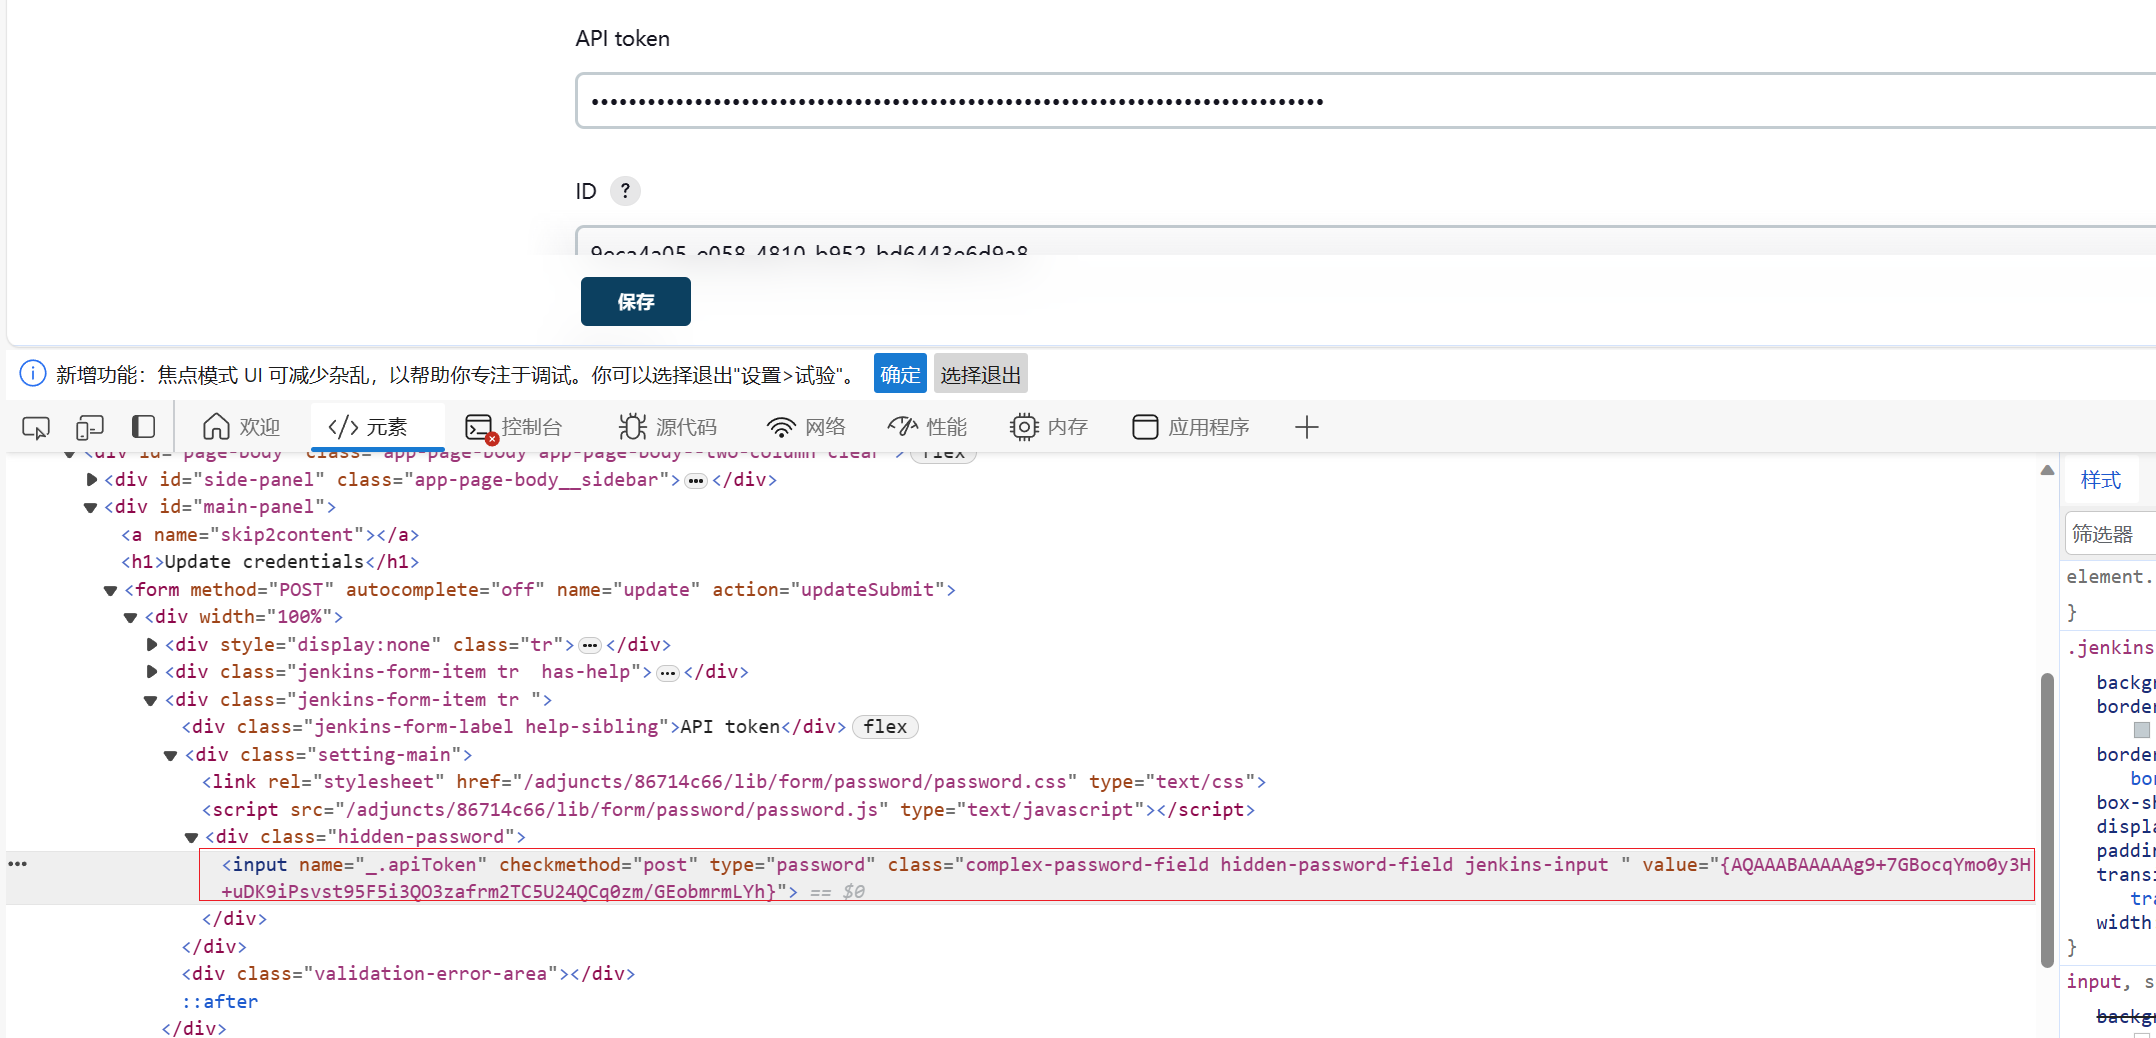 API token
••••••••••••••••••••••••••••••••••••••••••••••••••••••••••••••••••••••••••••••••
ID ?
9eca4a05-e058-4810-b952-bd6443e6d9a8
保存
新增功能：焦点模式 UI 可减少杂乱，以帮助你专注于调试。你可以选择退出"设置>试验"。 确定 选择退出
欢迎 </> 元素 控制台 源代码 网络 性能 内存 应用程序
<div id="page-body" class="app-page-body app-page-body--two-column clear"> flex
<div id="side-panel" class="app-page-body__sidebar">…</div>
<div id="main-panel">
<a name="skip2content"></a>
<h1>Update credentials</h1>
<form method="POST" autocomplete="off" name="update" action="updateSubmit">
<div width="100%">
<div style="display:none" class="tr">…</div>
<div class="jenkins-form-item tr  has-help">…</div>
<div class="jenkins-form-item tr ">
<div class="jenkins-form-label help-sibling">API token</div> flex
<div class="setting-main">
<link rel="stylesheet" href="/adjuncts/86714c66/lib/form/password/password.css" type="text/css">
<script src="/adjuncts/86714c66/lib/form/password/password.js" type="text/javascript"></script>
<div class="hidden-password">
<input name="_.apiToken" checkmethod="post" type="password" class="complex-password-field hidden-password-field jenkins-input " value="{AQAAABAAAAAg9+7GBocqYmo0y3H
+uDK9iPsvst95F5i3QO3zafrm2TC5U24QCq0zm/GEobmrmLYh}"> == $0
</div>
</div>
<div class="validation-error-area"></div>
::after
</div>
样式
筛选器
element.
}
.jenkins
backgr
border
border
bor
box-sh
displa
paddin
transi
tra
width
}
input, s
backgr